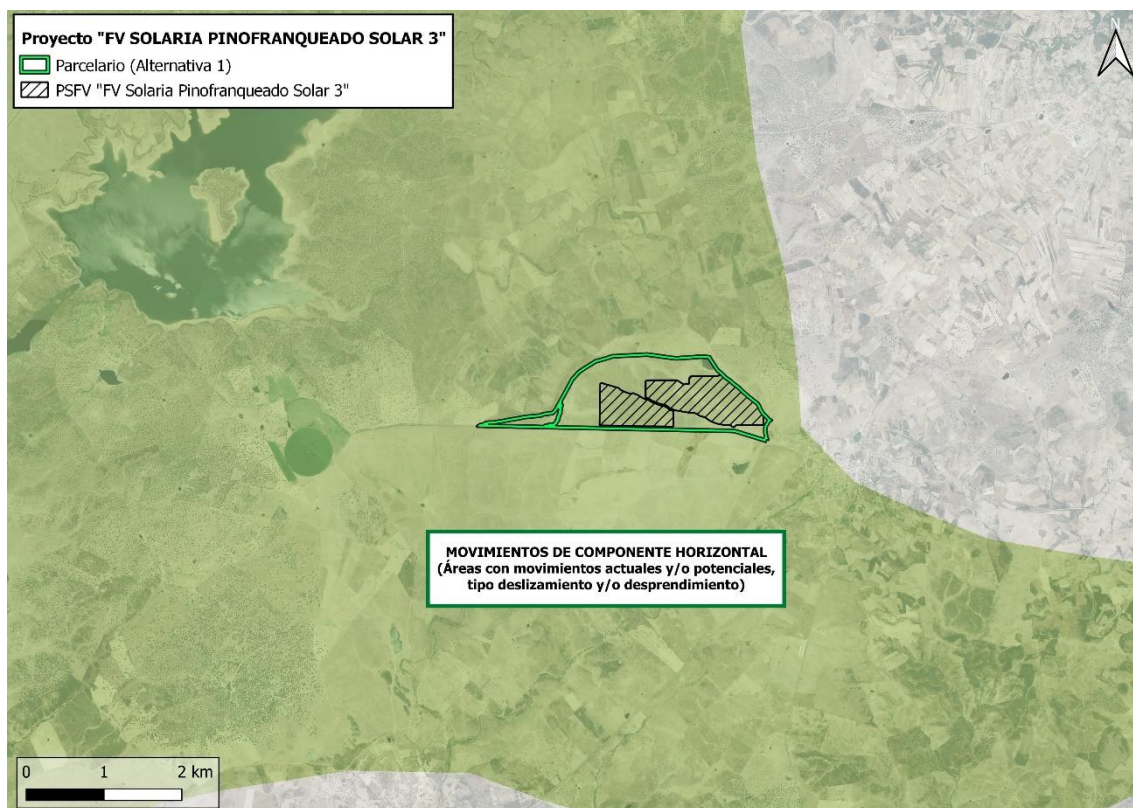 Proyecto "FV SOLARIA PINOFRANQUEADO SOLAR 3"
Parcelario (Alternativa 1)
PSFV "FV Solaria Pinofranqueado Solar 3"
N
MOVIMIENTOS DE COMPONENTE HORIZONTAL
(Áreas con movimientos actuales y/o potenciales,
tipo deslizamiento y/o desprendimiento)
0 1 2 km